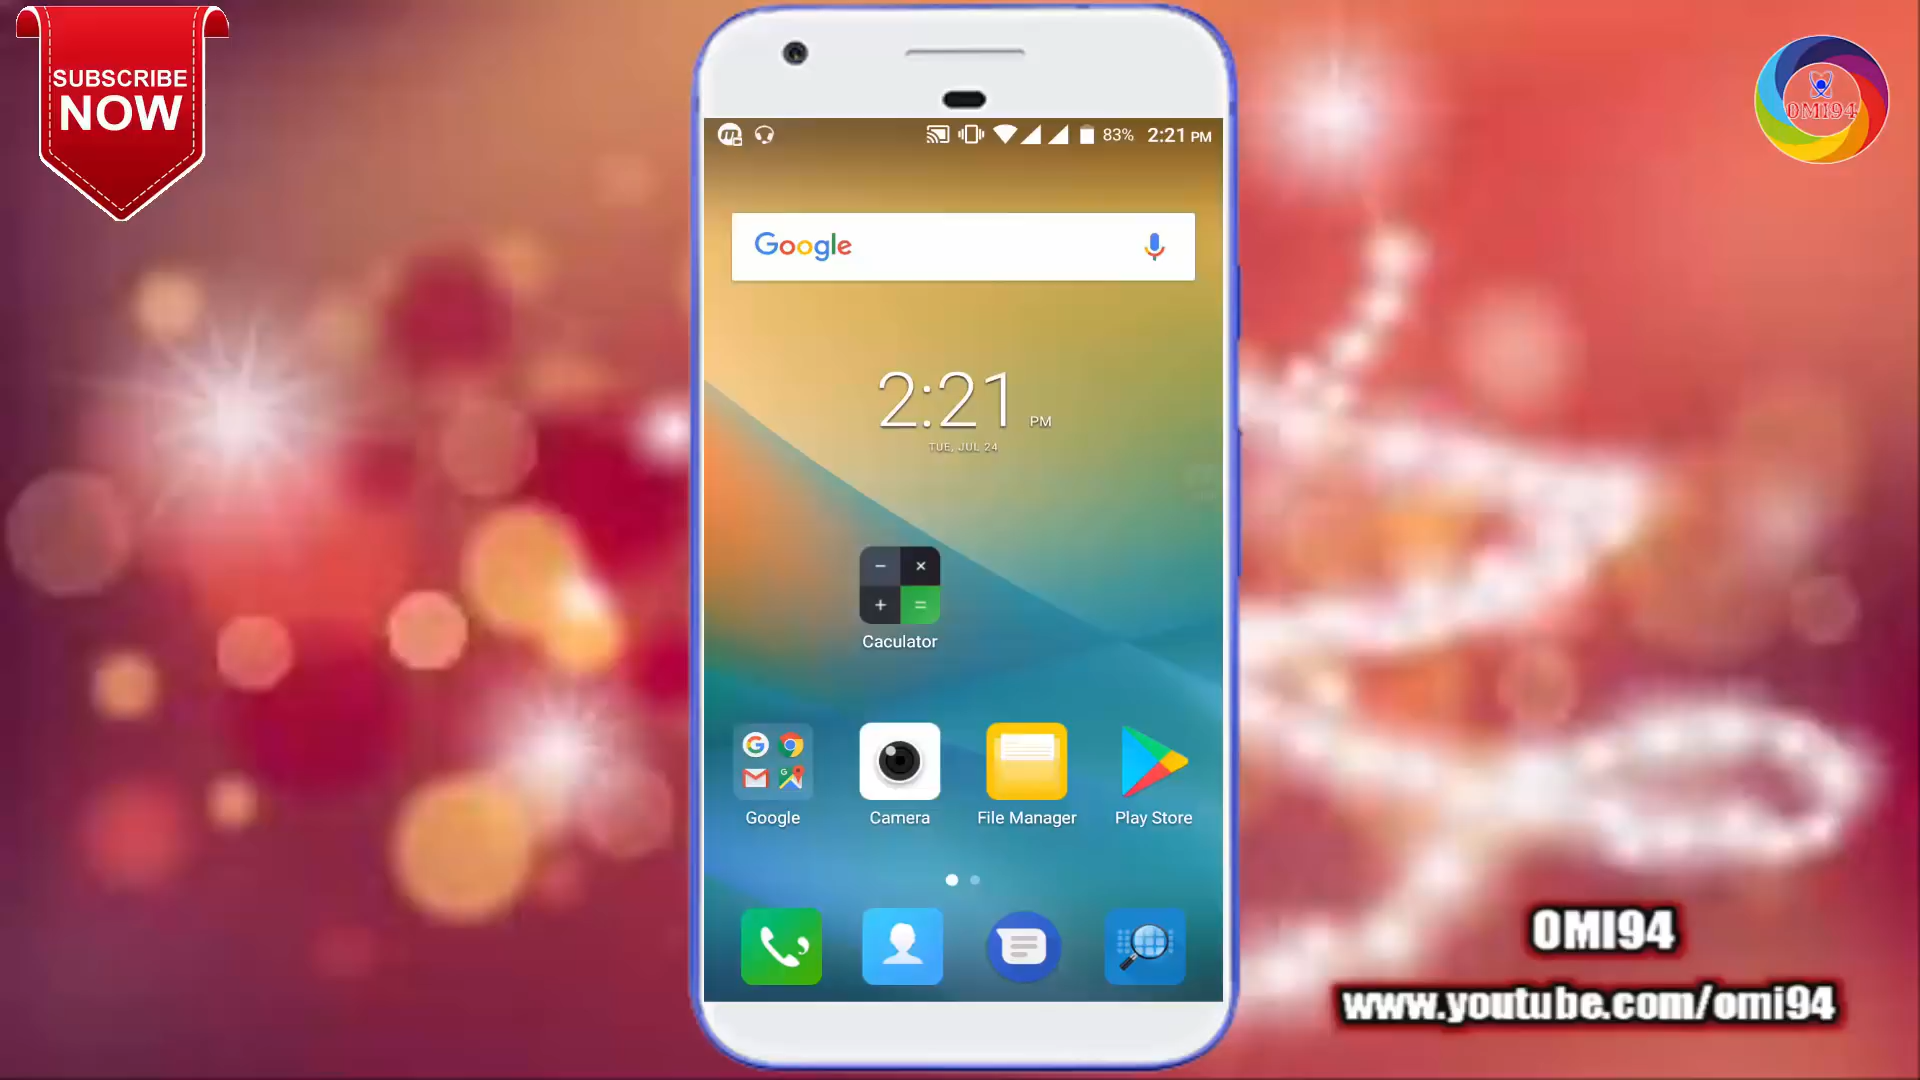 SUBSCRIBE
NOW
OMI94
83% 2:21 PM
Google
2:21 PM
TUE, JUL 24
Caculator
Google
Camera
File Manager
Play Store
OMI94
www.youtube.com/omi94